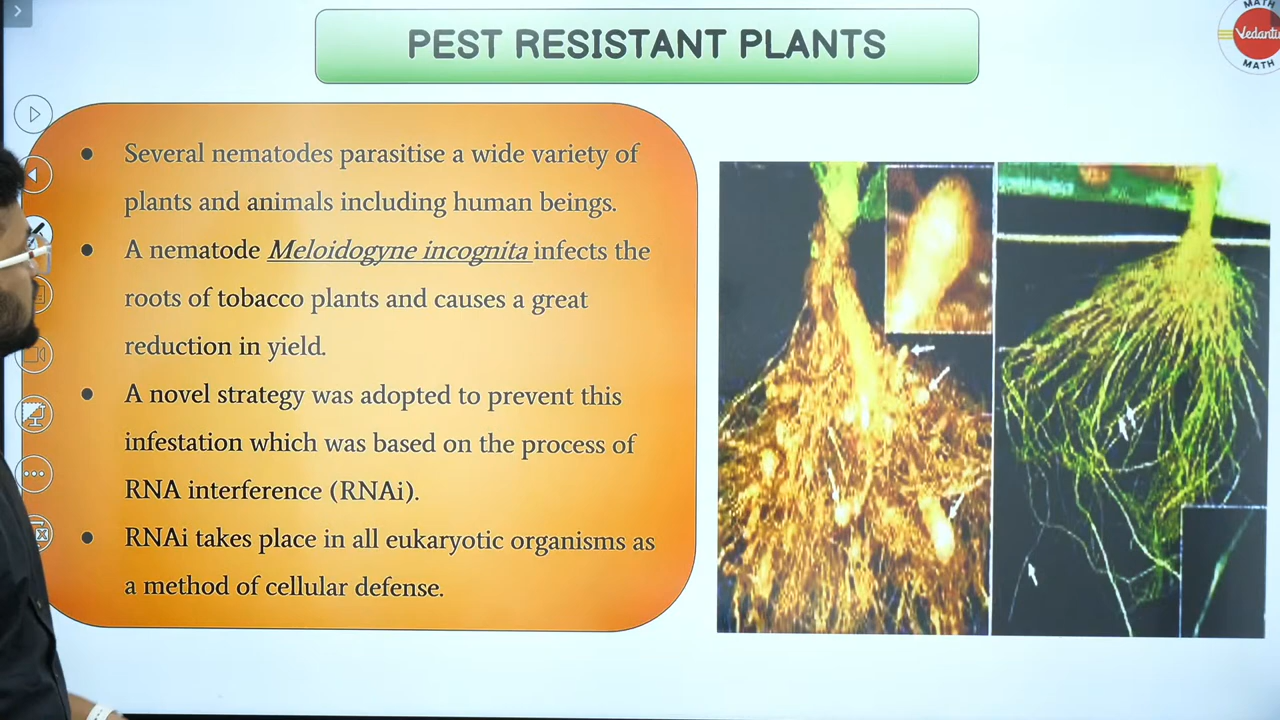 PEST RESISTANT PLANTS
MATH
Vedantu
MATH
Several nematodes parasitise a wide variety of
plants and animals including human beings.
A nematode Meloidogyne incognita infects the
roots of tobacco plants and causes a great
reduction in yield.
A novel strategy was adopted to prevent this
infestation which was based on the process of
RNA interference (RNAi).
RNAi takes place in all eukaryotic organisms as
a method of cellular defense.